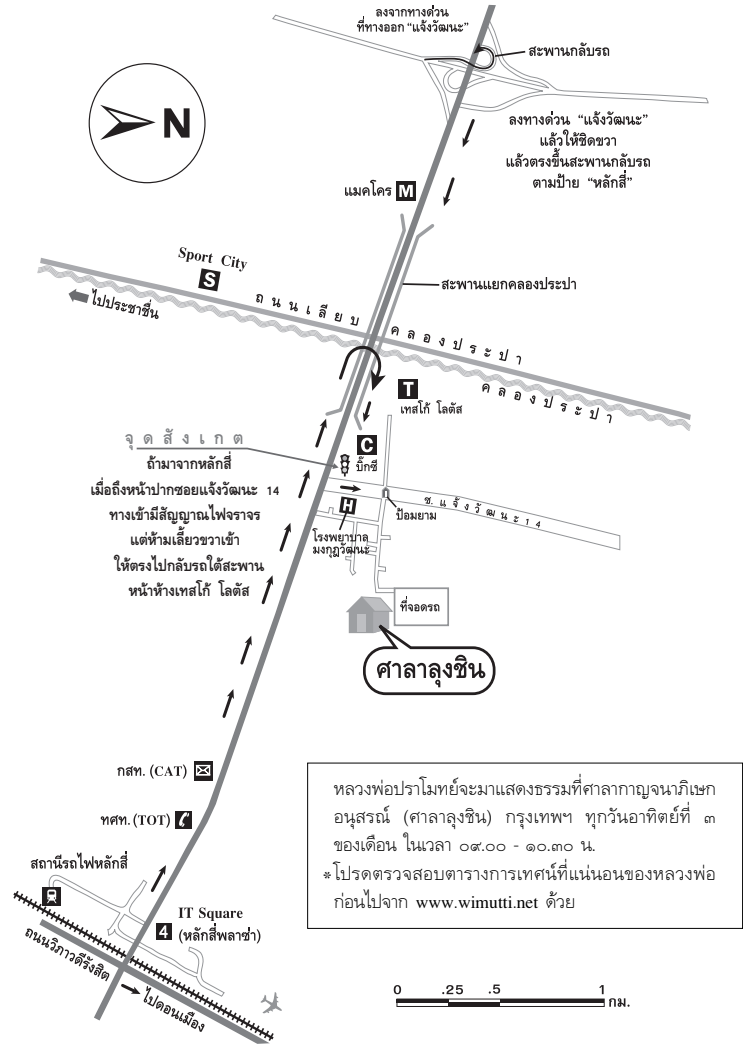 ลงจากทางด่วน
ที่ทางออก “แจ้งวัฒนะ”
สะพานกลับรถ
N
ลงทางด่วน “แจ้งวัฒนะ”
แล้วให้ชิดขวา
แล้วตรงขึ้นสะพานกลับรถ
ตามป้าย “หลักสี่”
แมคโคร M
Sport City
S
สะพานแยกคลองประปา
ไปประชาชื่น
ถนนเลียบ คลองประปา
คลองประปา
T
เทสโก้ โลตัส
จุดสังเกต
ถ้ามาจากหลักสี่
เมื่อถึงหน้าปากซอยแจ้งวัฒนะ 14
ทางเข้ามีสัญญาณไฟจราจร
แต่ห้ามเลี้ยวขวาเข้า
ให้ตรงไปกลับรถใต้สะพาน
หน้าห้างเทสโก้ โลตัส
C
บิ๊กซี
H
โรงพยาบาล
มงกุฎวัฒนะ
ป้อมยาม
ซ.แจ้งวัฒนะ14
ที่จอดรถ
ศาลาลุงชิน
กสท. (CAT)
ทศท. (TOT)
สถานีรถไฟหลักสี่
4
IT Square
(หลักสี่พลาซ่า)
ถนนวิภาวดีรังสิต
ไปดอนเมือง
หลวงพ่อปราโมทย์จะมาแสดงธรรมที่ศาลากาญจนาภิเษก
อนุสรณ์ (ศาลาลุงชิน) กรุงเทพฯ ทุกวันอาทิตย์ที่ ๓
ของเดือน ในเวลา ๐๙.๐๐ - ๑๐.๓๐ น.
*โปรดตรวจสอบตารางการเทศน์ที่แน่นอนของหลวงพ่อ
ก่อนไปจาก www.wimutti.net ด้วย
0 .25 .5 1
กม.